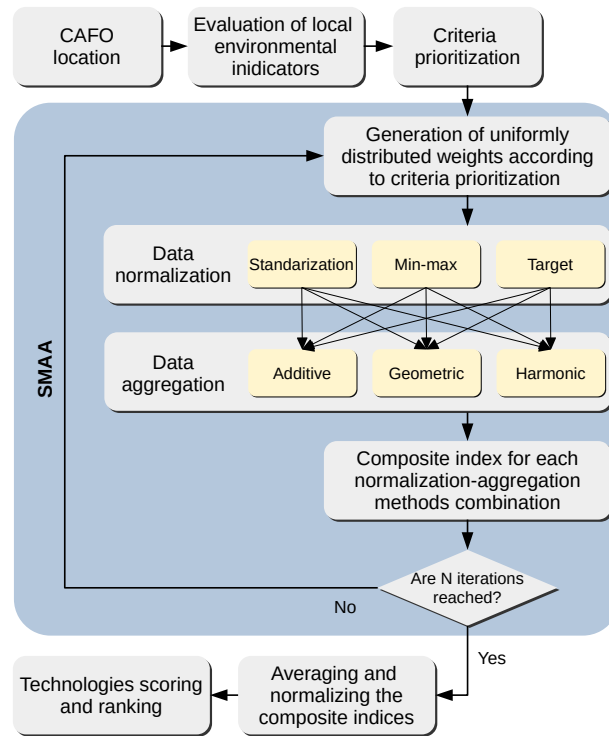 CAFO
location
Evaluation of local
environmental
inidicators
Criteria
prioritization
Generation of uniformly
distributed weights according
to criteria prioritization
Data
normalization
Standarization
Min-max
Target
Data
aggregation
Additive
Geometric
Harmonic
SMAA
Composite index for each
normalization-aggregation
methods combination
Are N iterations
reached?
No
Yes
Averaging and
normalizing the
composite indices
Technologies scoring
and ranking